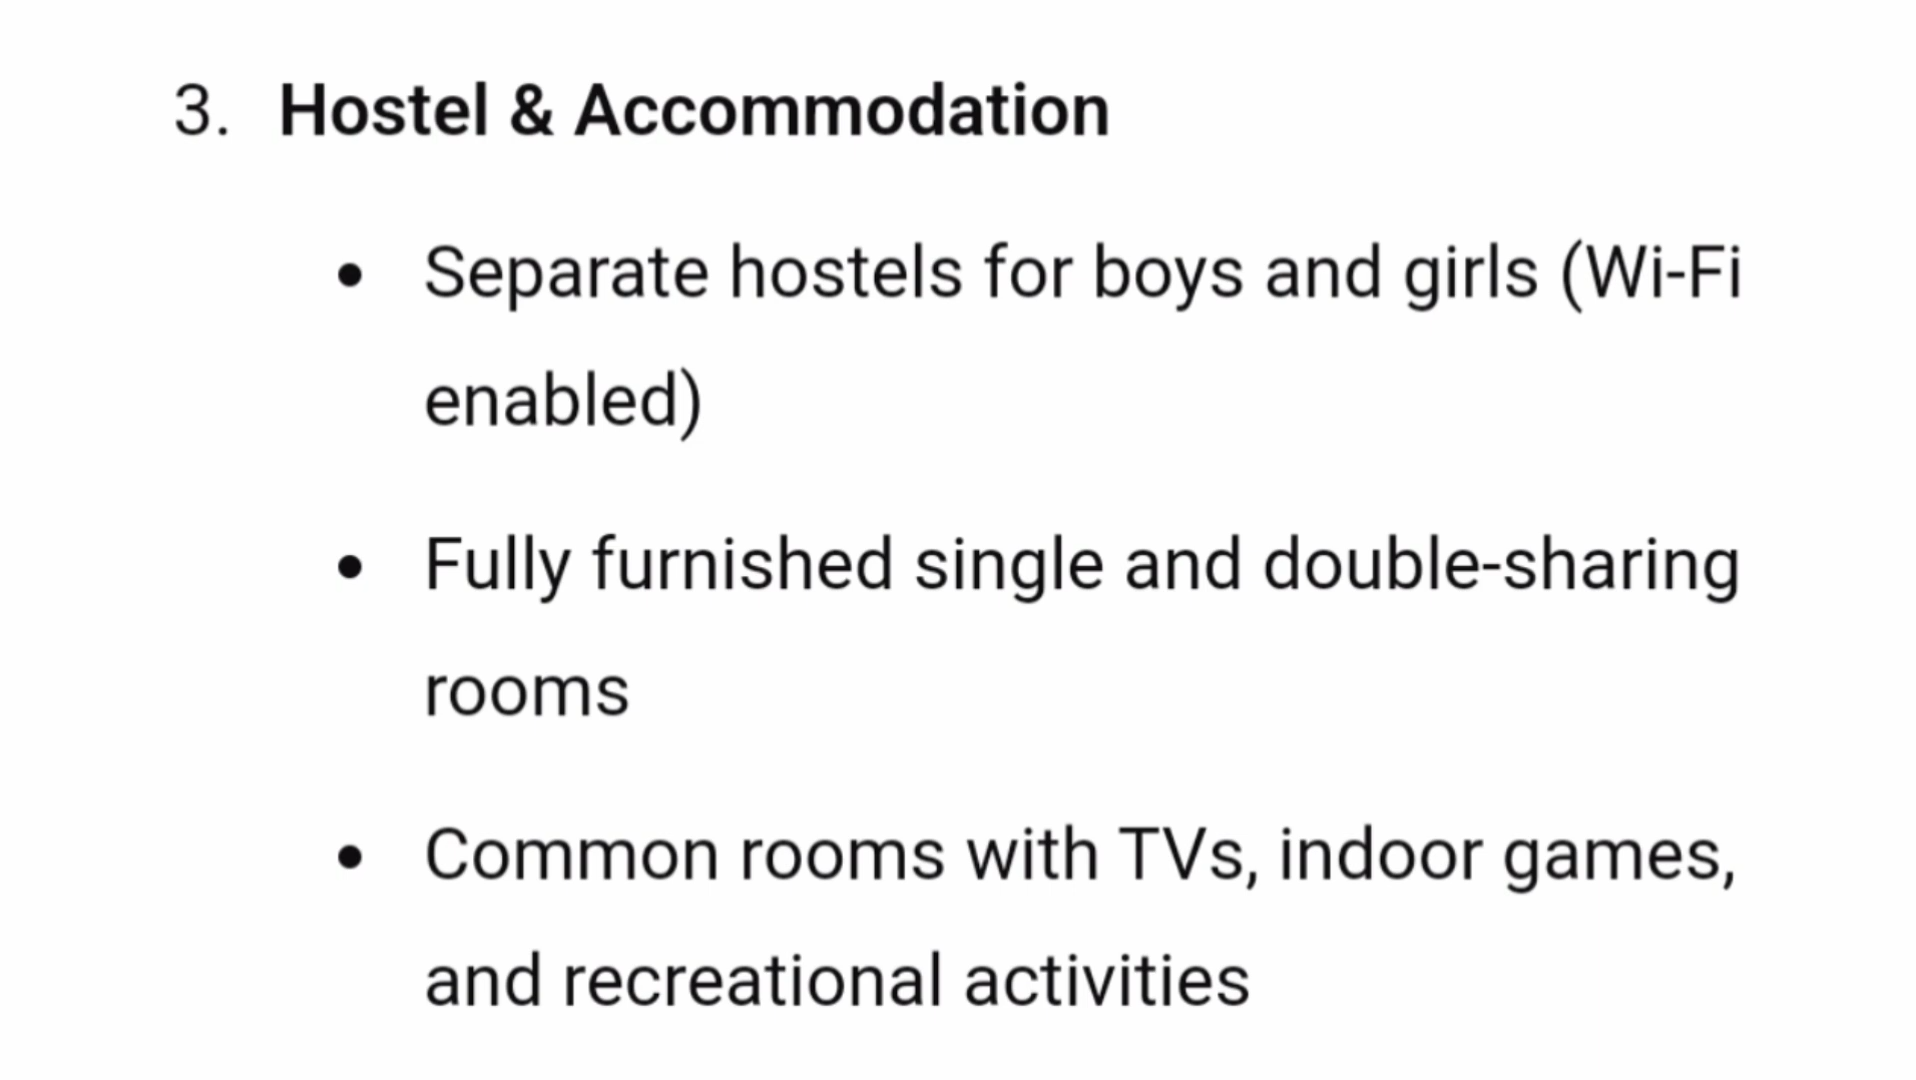 3. Hostel & Accommodation
• Separate hostels for boys and girls (Wi-Fi
enabled)
• Fully furnished single and double-sharing
rooms
• Common rooms with TVs, indoor games,
and recreational activities